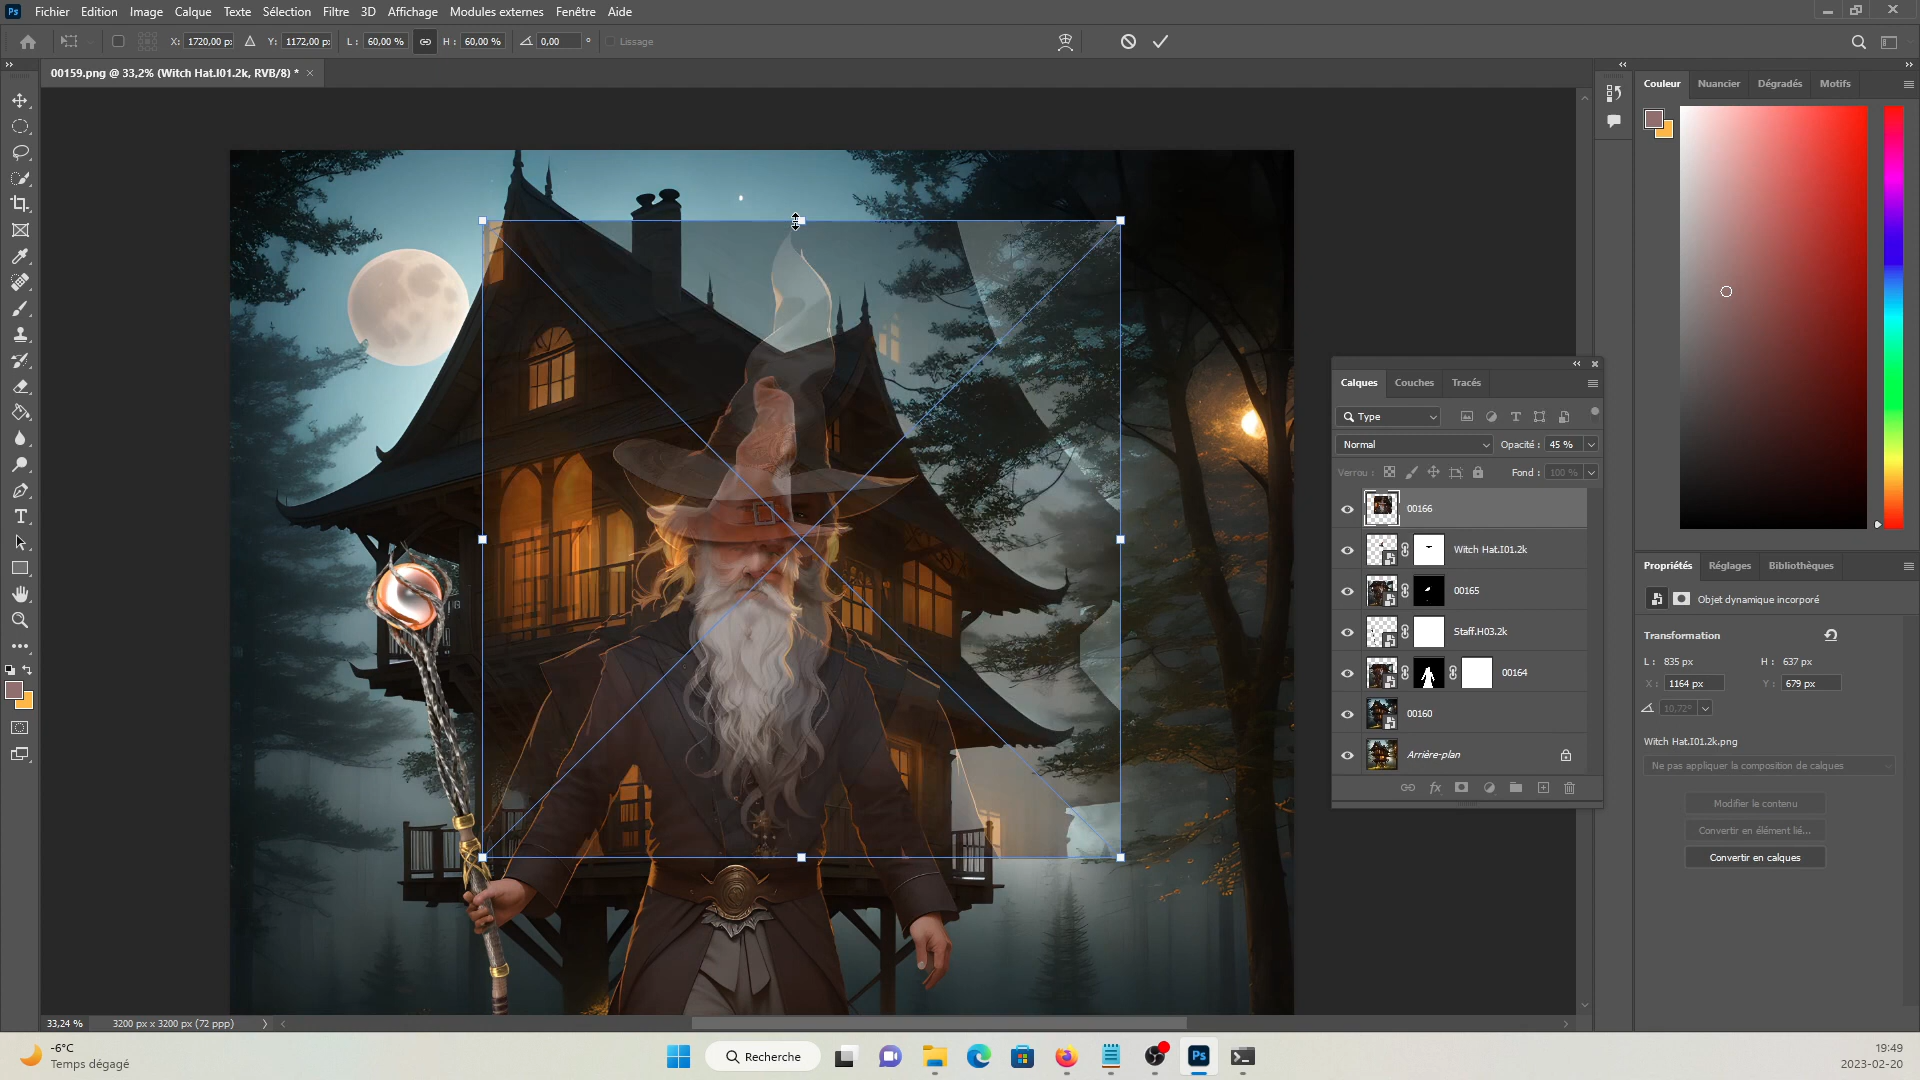 Ps Fichier Edition Image Calque Texte Sélection Filtre 3D Affichage Modules externes Fenêtre Aide
X: 1720,00 p: Y: 1172,00 p: L : 60,00 % H : 60,00 % 0,00 ° Lissage
00159.png @ 33,2% (Witch Hat.I01.2k, RVB/8) *
Couleur Nuancier Dégradés Motifs
Calques Couches Tracés
Type
Normal Opacité : 45 %
Verrou : Fond : 100 %
00166
Witch Hat.I01.2k
00165
Staff.H03.2k
00164
00160
Arrière-plan
fx
Propriétés Réglages Bibliothèques
Objet dynamique incorporé
Transformation
L : 835 px H : 637 px
X : 1164 px Y : 679 px
10,72°
Witch Hat.I01.2k.png
Ne pas appliquer la composition de calques
Modifier le contenu
Convertir en élément lié...
Convertir en calques
33,24 % 3200 px x 3200 px (72 ppp)
-6°C
Temps dégagé
Recherche
Ps
19:49
2023-02-20